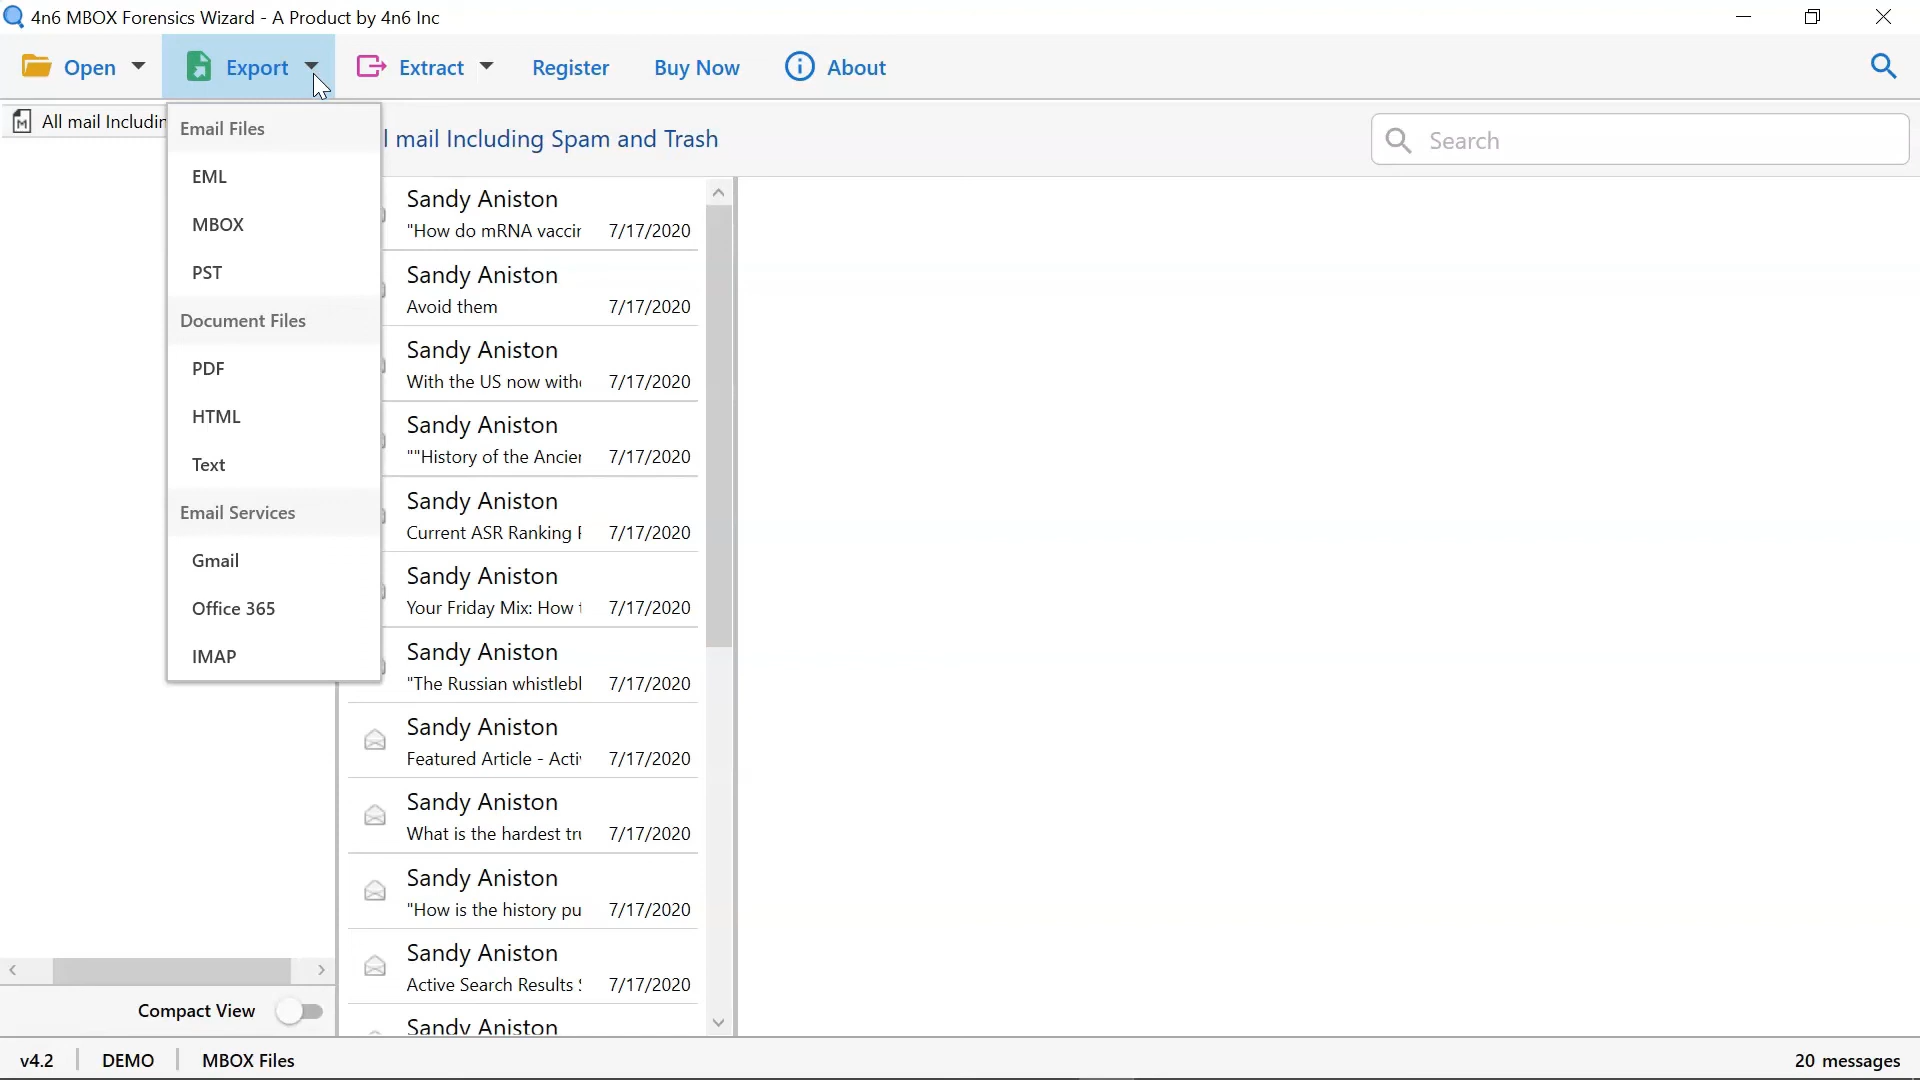 4n6 MBOX Forensics Wizard - A Product by 4n6 Inc
Open Export Extract Register Buy Now About
All mail Includin
l mail Including Spam and Trash
Search
Email Files
EML
MBOX
PST
Document Files
PDF
HTML
Text
Email Services
Gmail
Office 365
IMAP
Sandy Aniston
"How do mRNA vaccir 7/17/2020
Sandy Aniston
Avoid them 7/17/2020
Sandy Aniston
With the US now with 7/17/2020
Sandy Aniston
""History of the Ancier 7/17/2020
Sandy Aniston
Current ASR Ranking 7/17/2020
Sandy Aniston
Your Friday Mix: How 7/17/2020
Sandy Aniston
"The Russian whistlebl 7/17/2020
Sandy Aniston
Featured Article - Acti 7/17/2020
Sandy Aniston
What is the hardest tru 7/17/2020
Sandy Aniston
"How is the history pu 7/17/2020
Sandy Aniston
Active Search Results 7/17/2020
Sandy Aniston
Compact View
v4.2 DEMO MBOX Files 20 messages